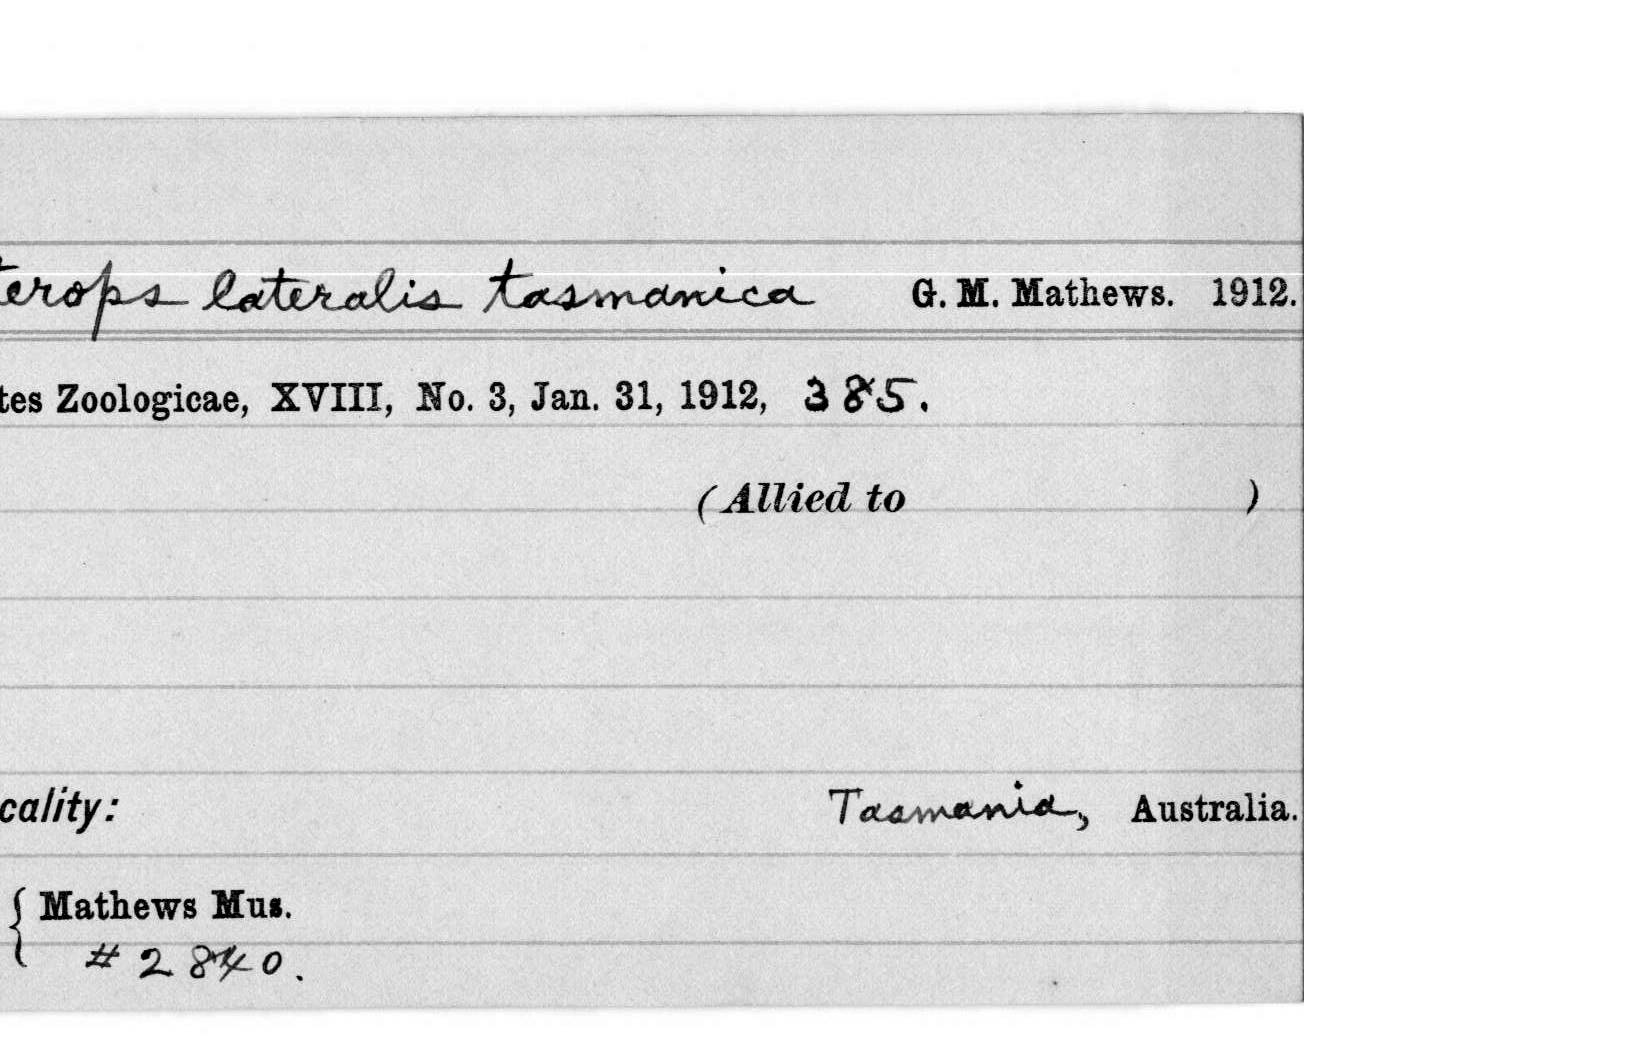 terops lateralis tasmanica G. M. Mathews. 1912.
tes Zoologicae, XVIII, No. 3, Jan. 31, 1912, 385.
(Allied to )
cality: Tasmania, Australia.
{ Mathews Mus.
# 2840.